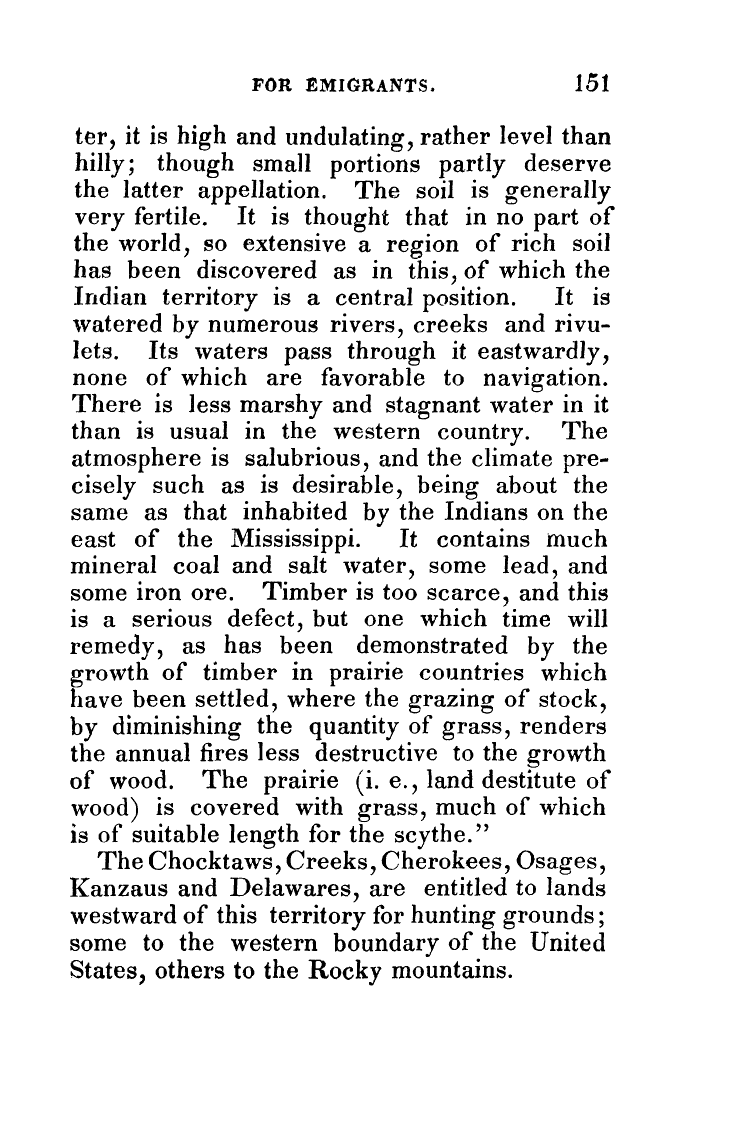 FOR EMIGRANTS. 151
ter, it is high and undulating, rather level than
hilly; though small portions partly deserve
the latter appellation. The soil is generally
very fertile. It is thought that in no part of
the world, so extensive a region of rich soil
has been discovered as in this, of which the
Indian territory is a central position. It is
watered by numerous rivers, creeks and rivu-
lets. Its waters pass through it eastwardly,
none of which are favorable to navigation.
There is less marshy and stagnant water in it
than is usual in the western country. The
atmosphere is salubrious, and the climate pre-
cisely such as is desirable, being about the
same as that inhabited by the Indians on the
east of the Mississippi. It contains much
mineral coal and salt water, some lead, and
some iron ore. Timber is too scarce, and this
is a serious defect, but one which time will
remedy, as has been demonstrated by the
growth of timber in prairie countries which
have been settled, where the grazing of stock,
by diminishing the quantity of grass, renders
the annual fires less destructive to the growth
of wood. The prairie (i. e., land destitute of
wood) is covered with grass, much of which
is of suitable length for the scythe.”
The Chocktaws, Creeks, Cherokees, Osages,
Kanzaus and Delawares, are entitled to lands
westward of this territory for hunting grounds;
some to the western boundary of the United
States, others to the Rocky mountains.